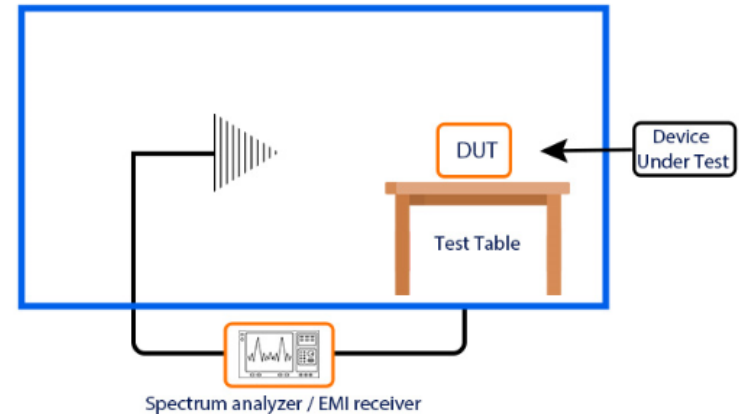 DUT
Device
Under Test
Test Table
Spectrum analyzer / EMI receiver